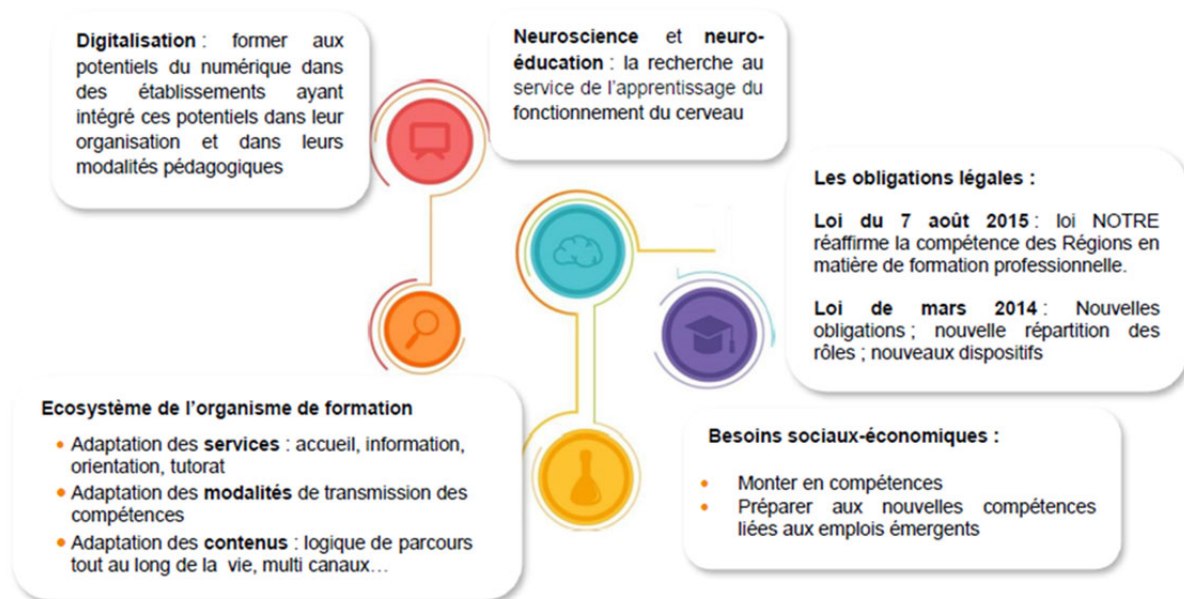 Digitalisation : former aux
potentiels du numérique dans
des établissements ayant
intégré ces potentiels dans leur
organisation et dans leurs
modalités pédagogiques
Neuroscience et neuro-
éducation : la recherche au
service de l'apprentissage du
fonctionnement du cerveau
Les obligations légales :
Loi du 7 août 2015 : loi NOTRE
réaffirme la compétence des Régions en
matière de formation professionnelle.
Loi de mars 2014 : Nouvelles
obligations ; nouvelle répartition des
rôles ; nouveaux dispositifs
Ecosystème de l'organisme de formation
• Adaptation des services : accueil, information,
orientation, tutorat
• Adaptation des modalités de transmission des
compétences
• Adaptation des contenus : logique de parcours
tout au long de la vie, multi canaux…
Besoins sociaux-économiques :
• Monter en compétences
• Préparer aux nouvelles compétences
liées aux emplois émergents